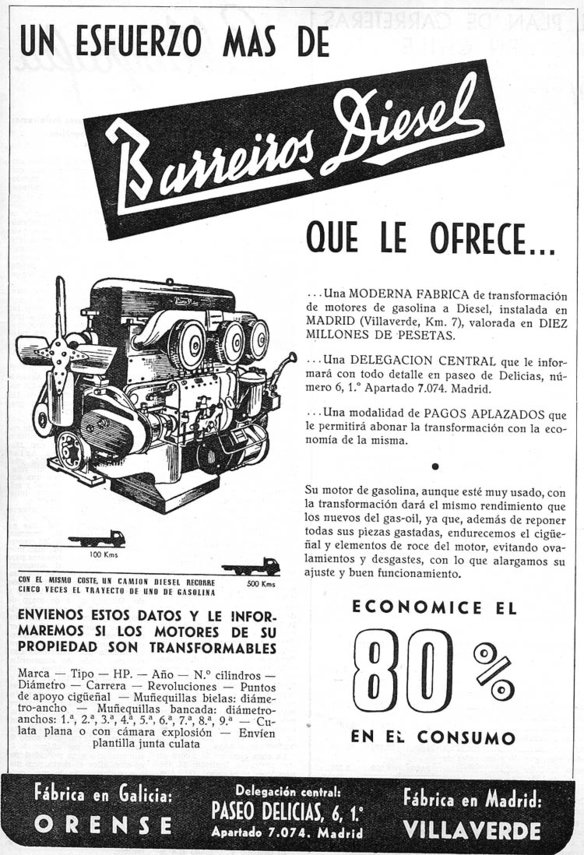 UN ESFUERZO MAS DE
Barreiros Diesel
QUE LE OFRECE...
...Una MODERNA FABRICA de transformación
de motores de gasolina a Diesel, instalada en
MADRID (Villaverde, Km. 7), valorada en DIEZ
MILLONES DE PESETAS.
...Una DELEGACION CENTRAL que le infor-
mará con todo detalle en paseo de Delicias, nú-
mero 6, 1.º Apartado 7.074. Madrid.
...Una modalidad de PAGOS APLAZADOS que
le permitirá abonar la transformación con la eco-
nomía de la misma.
Su motor de gasolina, aunque esté muy usado, con
la transformación dará el mismo rendimiento que
los nuevos del gas-oil, ya que, además de reponer
todas sus piezas gastadas, endurecemos el cigüe-
ñal y elementos de roce del motor, evitando ova-
lamientos y desgastes, con lo que alargamos su
ajuste y buen funcionamiento.
100 Kms
500 Kms
CON EL MISMO COSTE, UN CAMION DIESEL RECORRE
CINCO VECES EL TRAYECTO DE UNO DE GASOLINA
ENVIENOS ESTOS DATOS Y LE INFOR-
MAREMOS SI LOS MOTORES DE SU
PROPIEDAD SON TRANSFORMABLES
Marca — Tipo — HP. — Año — N.º cilindros —
Diámetro — Carrera — Revoluciones — Puntos
de apoyo cigüeñal — Muñequillas bielas: diáme-
tro-ancho — Muñequillas bancada: diámetro-
anchos: 1.ª, 2.ª, 3.ª, 4.ª, 5.ª, 6.ª, 7.ª, 8.ª, 9.ª — Cu-
lata plana o con cámara explosión — Envíen
plantilla junta culata
ECONOMICE EL
80 %
EN EL CONSUMO
Fábrica en Galicia:
ORENSE
Delegación central:
PASEO DELICIAS, 6, 1.º
Apartado 7.074. Madrid
Fábrica en Madrid:
VILLAVERDE